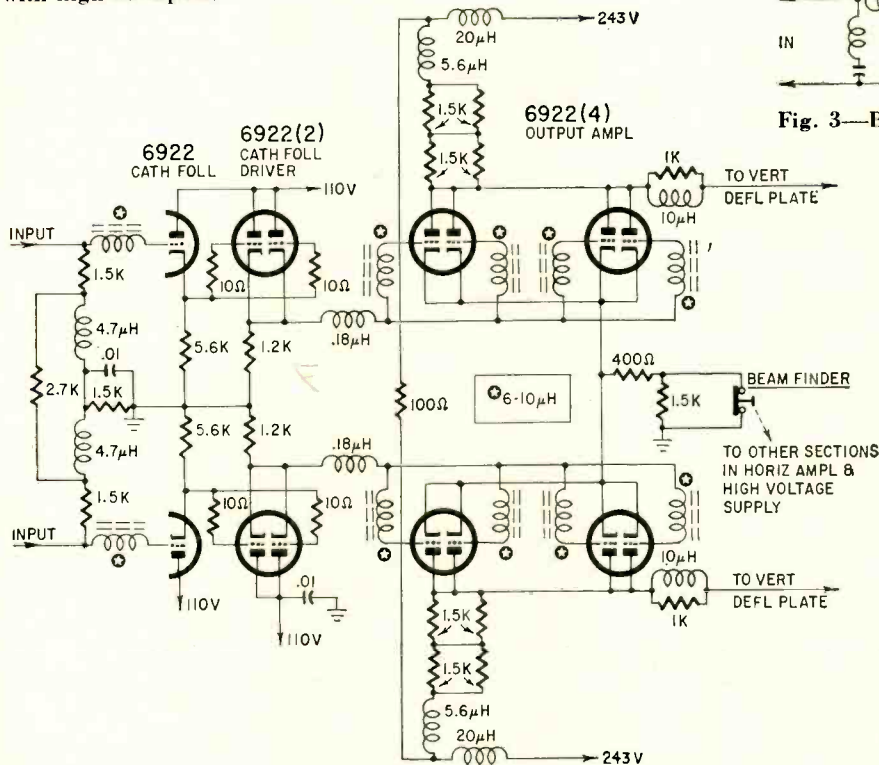 243V
20µH
5.6µH
IN
1.5K
6922(4)
OUTPUT AMPL
Fig. 3—B
6922
CATH FOLL
6922(2)
CATH FOLL
DRIVER
1.5K
1K
TO VERT
DEFL PLATE
110V
10µH
INPUT
1.5K
10Ω
10Ω
4.7µH
.18µH
.01
5.6K
1.2K
400Ω
BEAM FINDER
2.7K
1.5K
100Ω
6-10µH
1.5K
5.6K
1.2K
TO OTHER SECTIONS
IN HORIZ AMPL &
HIGH VOLTAGE
SUPPLY
4.7µH
.18µH
1.5K
10Ω
10Ω
INPUT
10µH
TO VERT
DEFL PLATE
.01
1K
110V
1.5K
110V
1.5K
5.6µH
20µH
243V